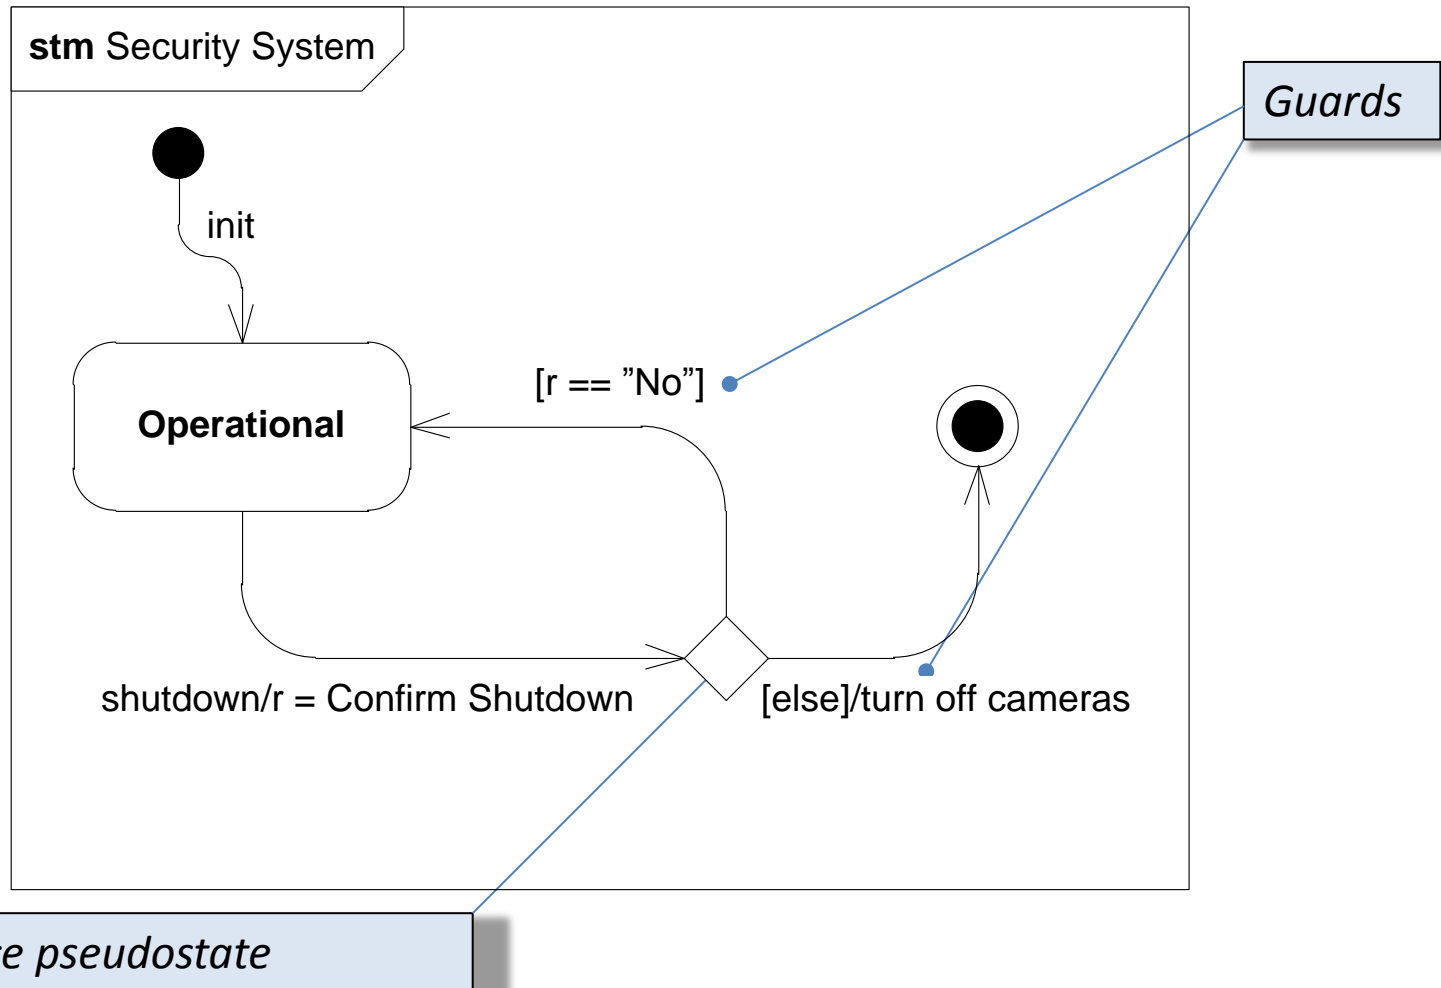 stm Security System
Guards
init
[r == ”No”]
Operational
shutdown/r = Confirm Shutdown
[else]/turn off cameras
pseudostate